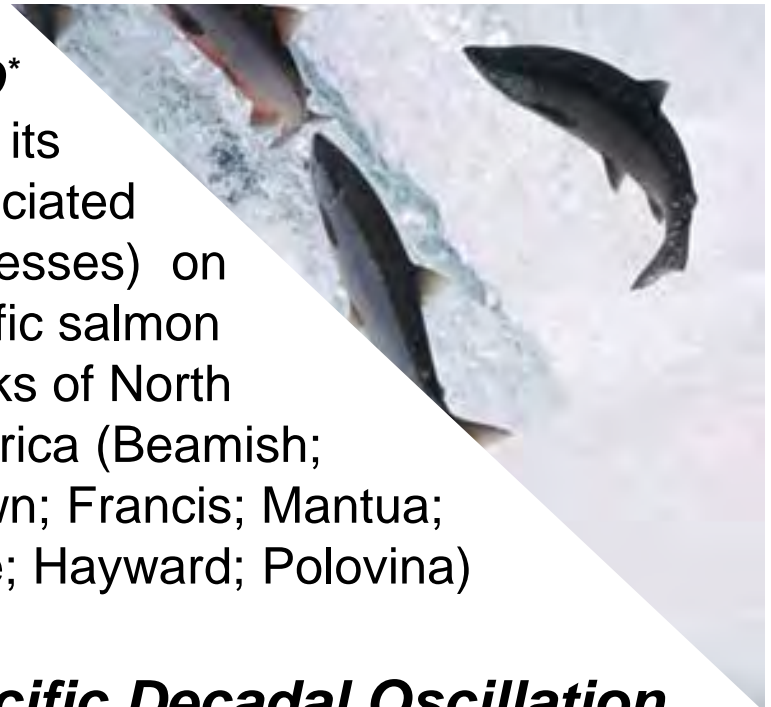 *
its
ciated
esses) on
fic salmon
ks of North
rica (Beamish;
wn; Francis; Mantua;
; Hayward; Polovina)
cific Decadal Oscillation